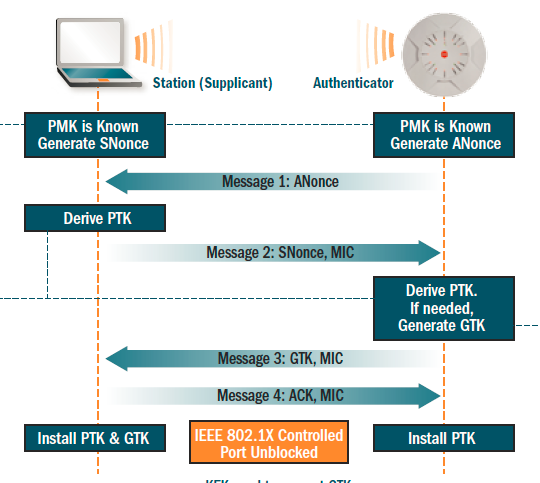 Station (Supplicant)
Authenticator
PMK is Known
Generate SNonce
PMK is Known
Generate ANonce
Message 1: ANonce
Derive PTK
Message 2: SNonce, MIC
Derive PTK.
If needed,
Generate GTK
Message 3: GTK, MIC
Message 4: ACK, MIC
Install PTK & GTK
IEEE 802.1X Controlled
Port Unblocked
Install PTK